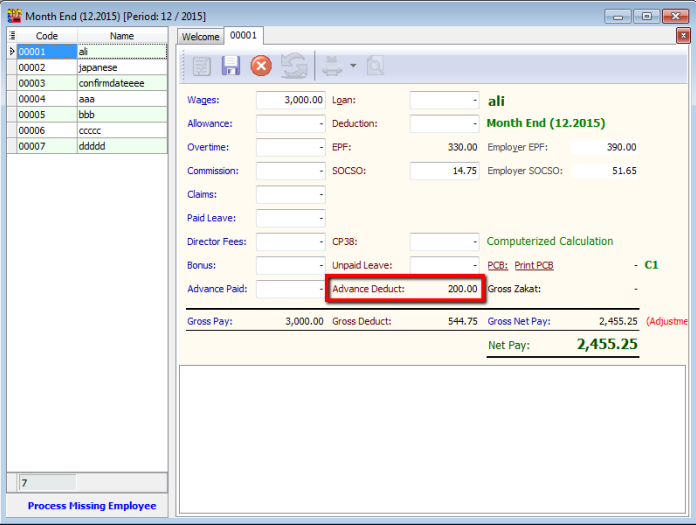 Month End (12.2015) [Period: 12 / 2015]
Code Name
00001 ali
00002 japanese
00003 confirmdateeee
00004 aaa
00005 bbb
00006 ccccc
00007 ddddd
7
Process Missing Employee
Welcome 00001
Wages: 3,000.00 Loan: - ali
Allowance: - Deduction: - Month End (12.2015)
Overtime: - EPF: 330.00 Employer EPF: 390.00
Commission: - SOCSO: 14.75 Employer SOCSO: 51.65
Claims: -
Paid Leave: -
Director Fees: - CP38: - Computerized Calculation
Bonus: - Unpaid Leave: - PCB: Print PCB - C1
Advance Paid: - Advance Deduct: 200.00 Gross Zakat: -
Gross Pay: 3,000.00 Gross Deduct: 544.75 Gross Net Pay: 2,455.25 (Adjustme
Net Pay: 2,455.25